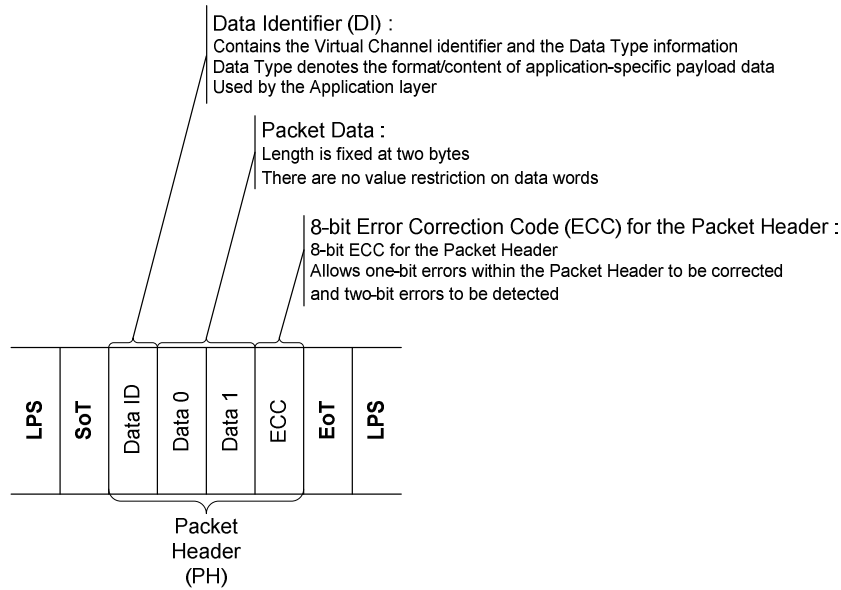 Data Identifier (DI) :
Contains the Virtual Channel identifier and the Data Type information
Data Type denotes the format/content of application-specific payload data
Used by the Application layer
Packet Data :
Length is fixed at two bytes
There are no value restriction on data words
8-bit Error Correction Code (ECC) for the Packet Header :
8-bit ECC for the Packet Header
Allows one-bit errors within the Packet Header to be corrected
and two-bit errors to be detected
LPS
SoT
Data ID
Data 0
Data 1
ECC
EoT
LPS
Packet
Header
(PH)